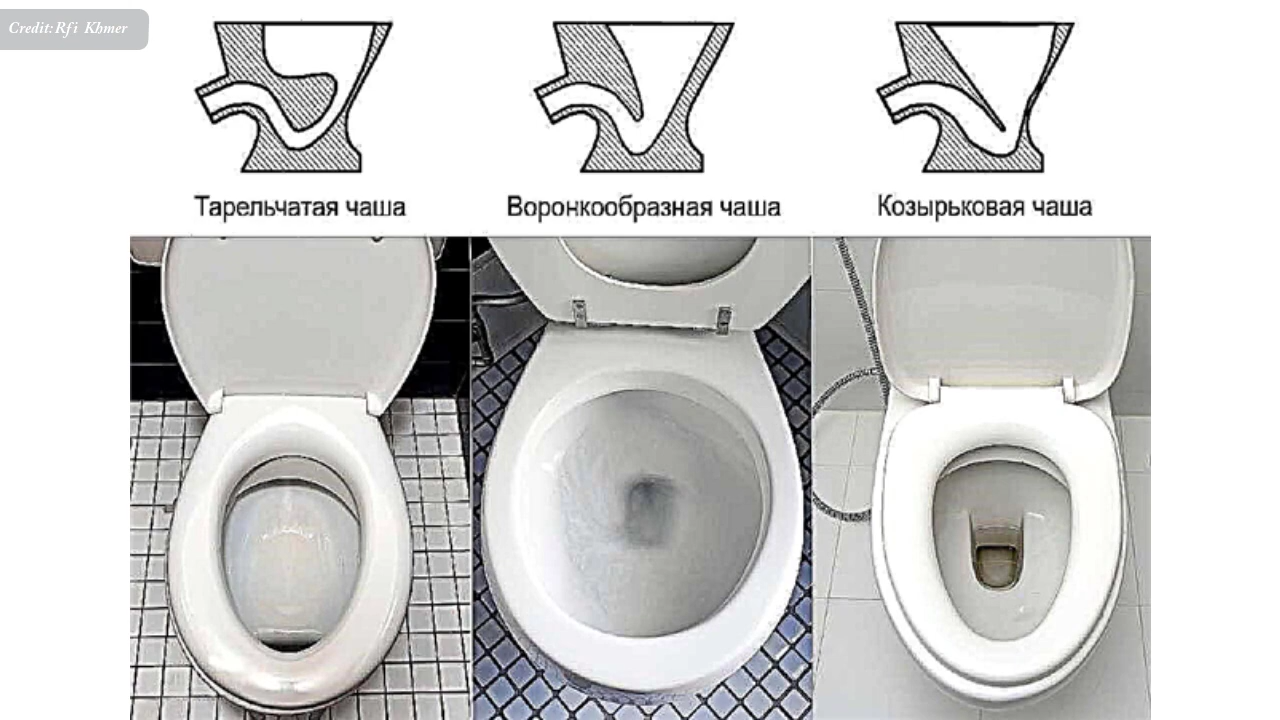 Credit:Rfi Khmer
Тарельчатая чаша
Воронкообразная чаша
Козырьковая чаша